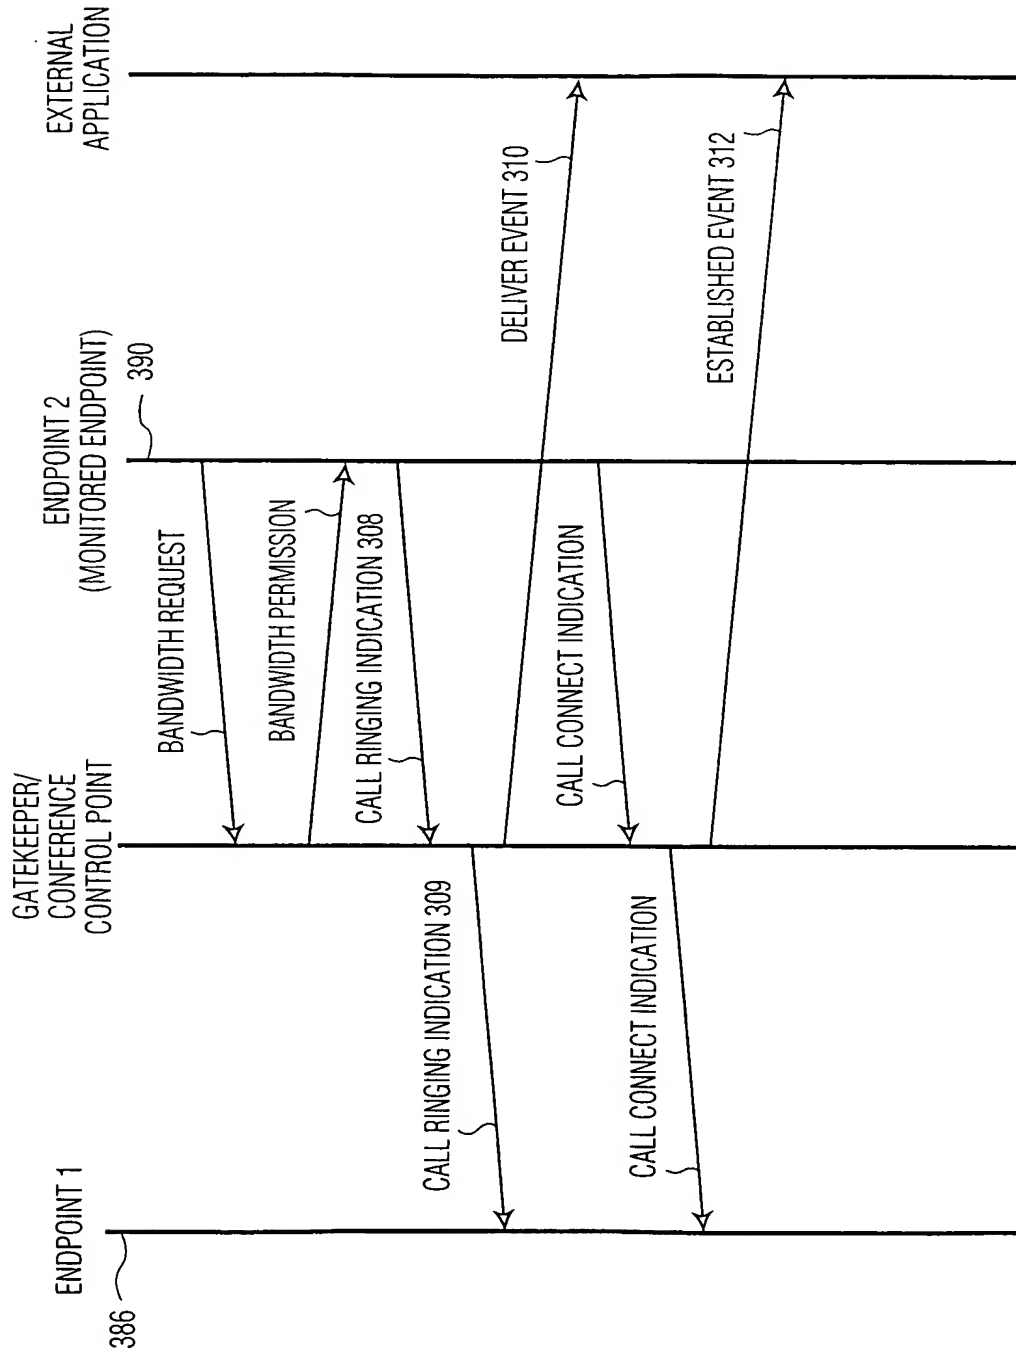 ENDPOINT 1
386
GATEKEEPER/
CONFERENCE
CONTROL POINT
ENDPOINT 2
(MONITORED ENDPOINT)
390
EXTERNAL
APPLICATION
BANDWIDTH REQUEST
BANDWIDTH PERMISSION
CALL RINGING INDICATION 308
CALL RINGING INDICATION 309
DELIVER EVENT 310
CALL CONNECT INDICATION
CALL CONNECT INDICATION
ESTABLISHED EVENT 312